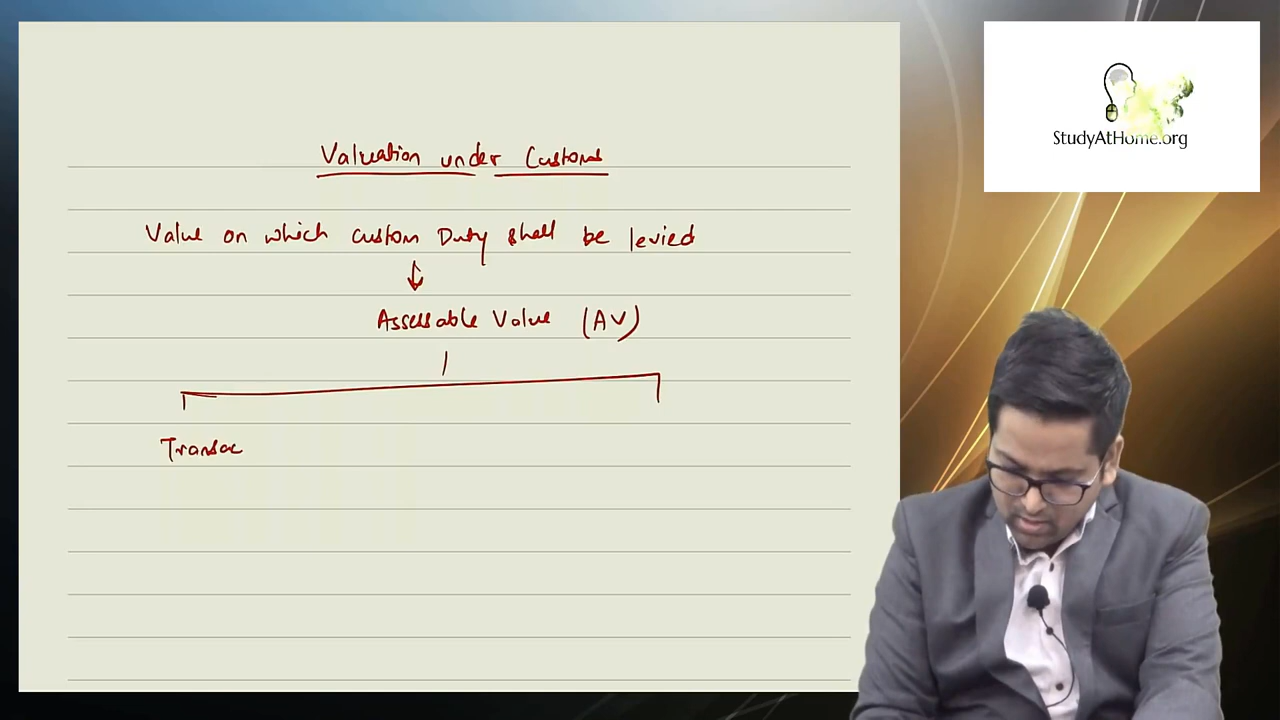 StudyAtHome.org
Valuation under Customs
Value on which custom Duty shall be levied
Assessable Value (AV)
Transac